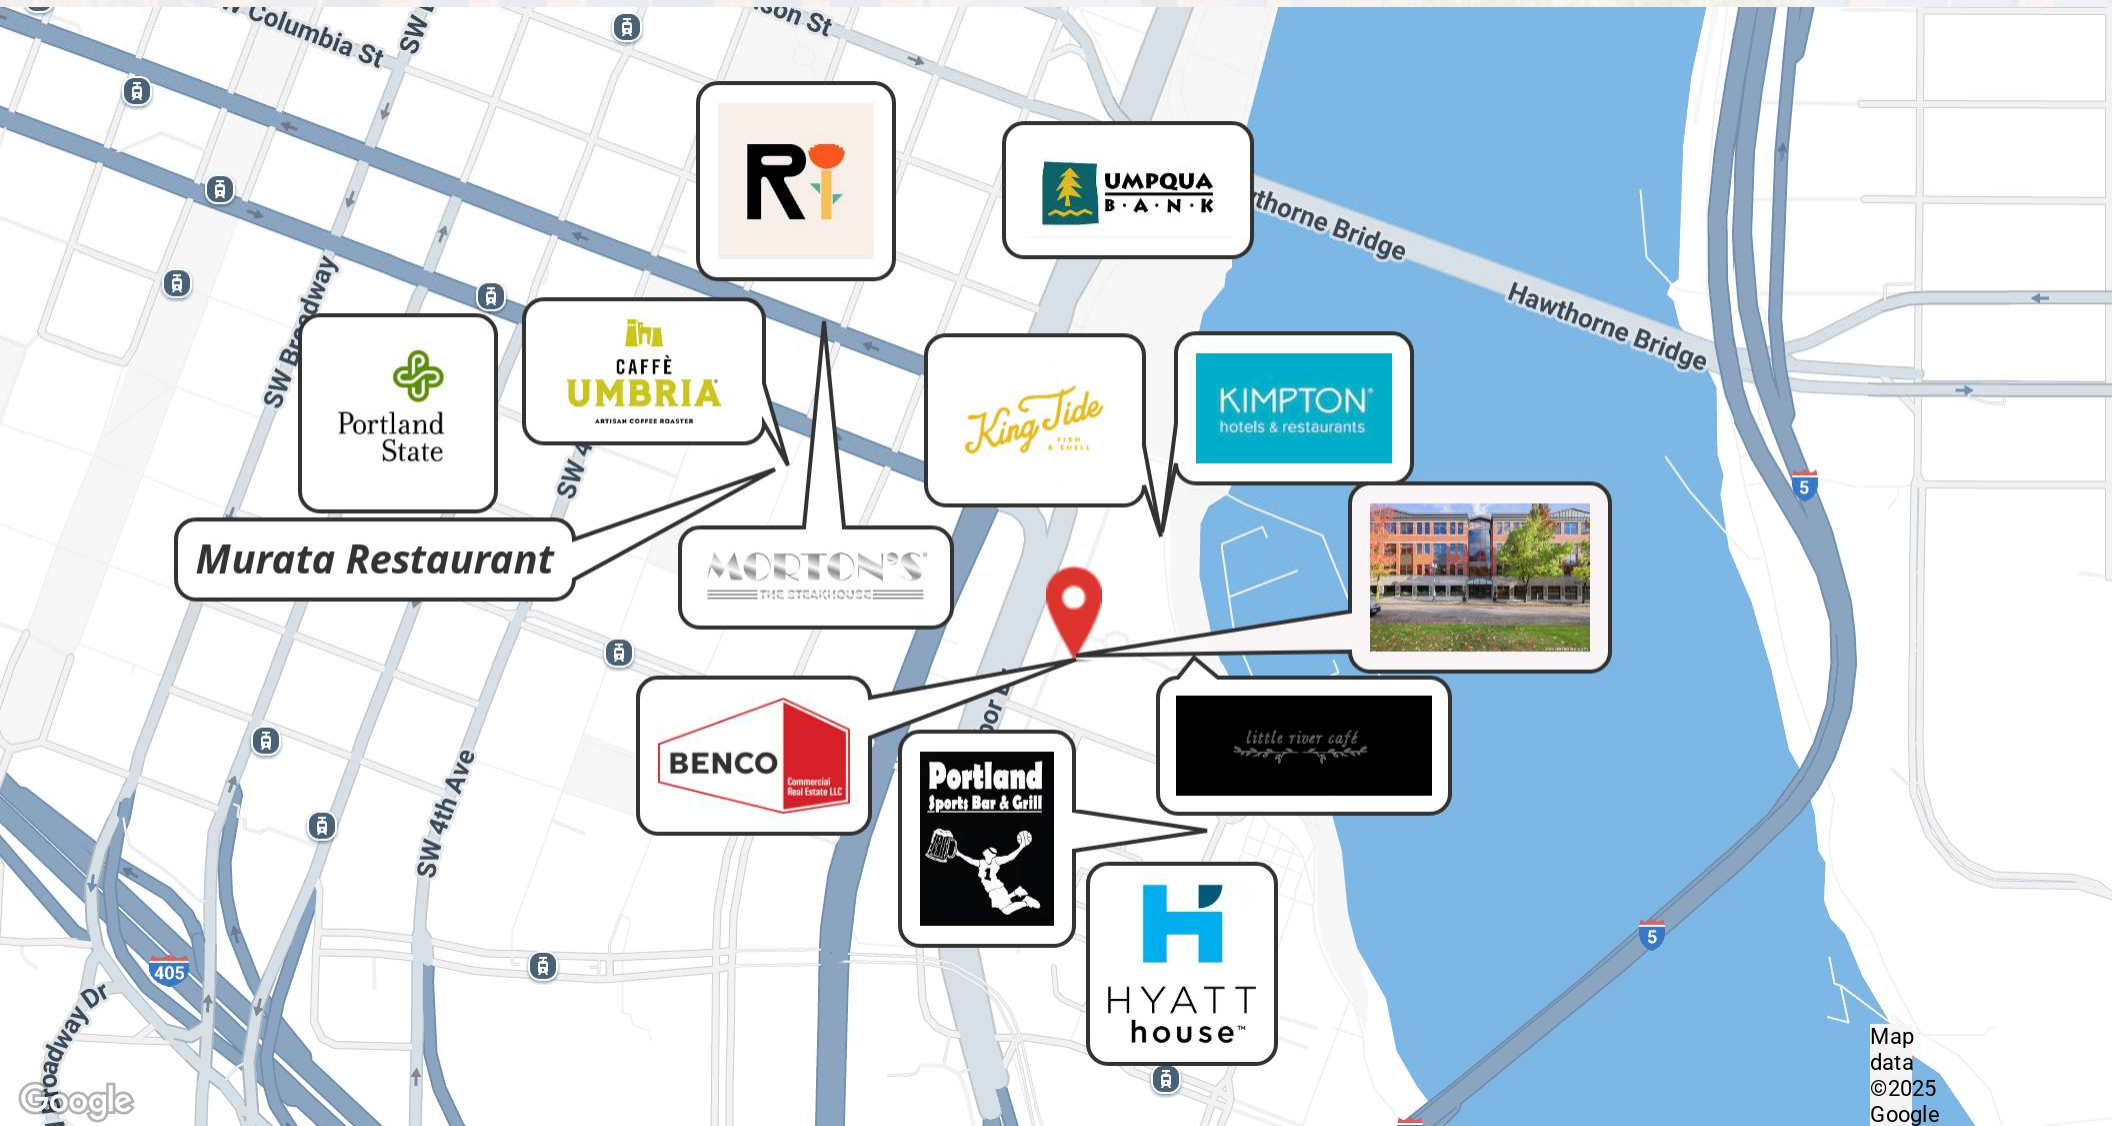 Columbia St
SW
son St
Ri
UMPQUA
B·A·N·K
thorne Bridge
Hawthorne Bridge
SW Broadway
Portland
State
CAFFÈ
UMBRIA
ARTISAN COFFEE ROASTER
SW 4
King Tide
FISH
& SHELL
KIMPTON®
hotels & restaurants
5
Murata Restaurant
MORTON'S
THE STEAKHOUSE
BENCO
Commercial
Real Estate LLC
little river café
Portland
Sports Bar & Grill
SW 4th Ave
HYATT
house™
5
405
Broadway Dr
Google
Map
data
©2025
Google